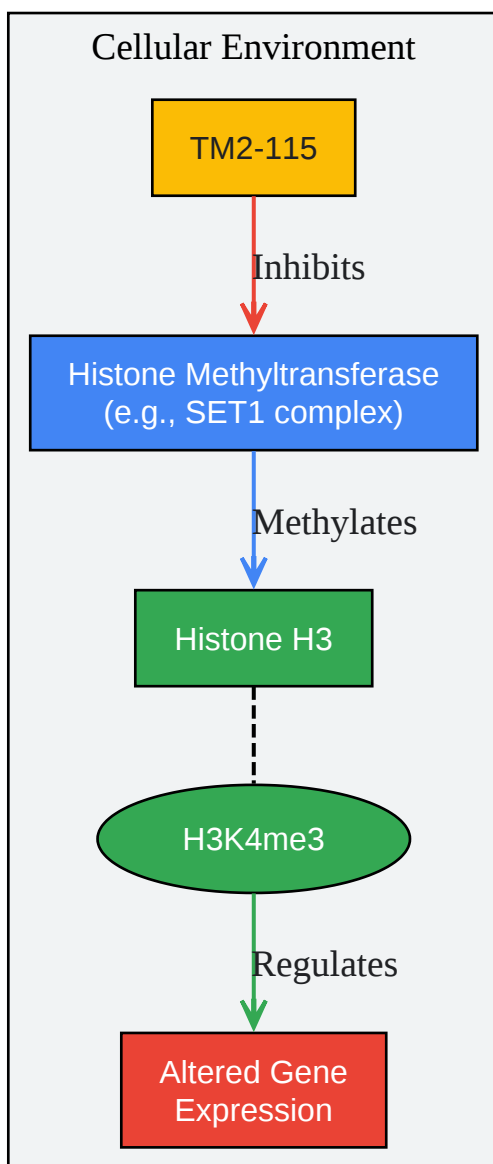 Cellular Environment
TM2-115
Inhibits
Histone Methyltransferase
(e.g., SET1 complex)
Methylates
Histone H3
H3K4me3
Regulates
Altered Gene
Expression